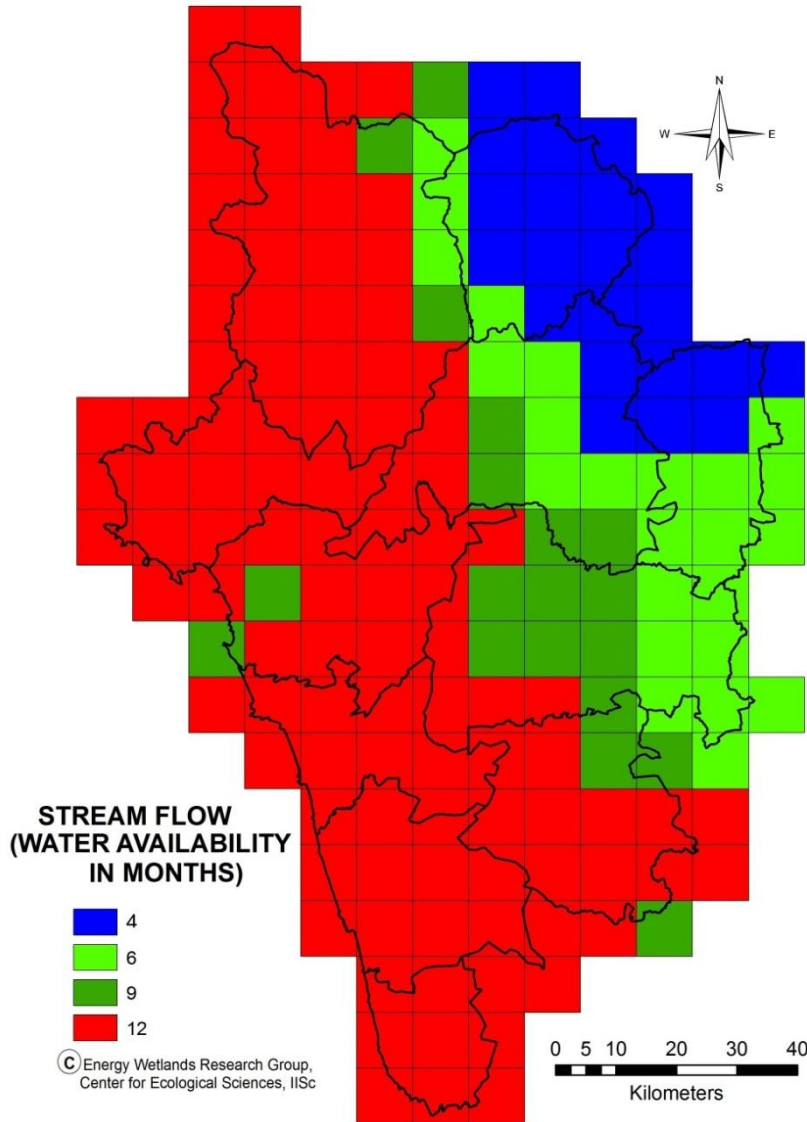 N
W E
S
STREAM FLOW
(WATER AVAILABILITY
IN MONTHS)
4
6
9
12
C Energy Wetlands Research Group,
Center for Ecological Sciences, IISc
0 5 10 20 30 40
Kilometers